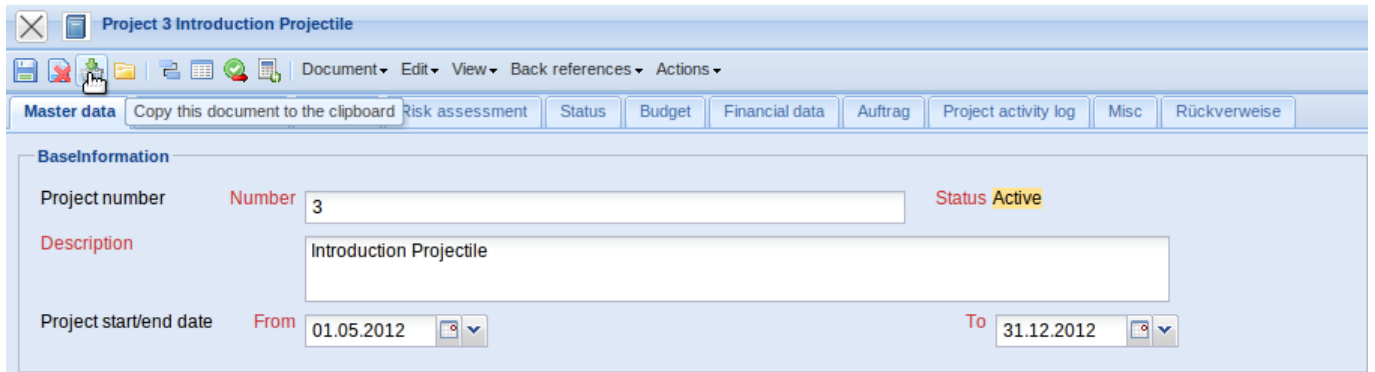 Project 3 Introduction Projectile
Document Edit View Back references Actions
Master data Copy this document to the clipboard Risk assessment Status Budget Financial data Auftrag Project activity log Misc Rückverweise
BaseInformation
Project number Number 3 Status Active
Description Introduction Projectile
Project start/end date From 01.05.2012 To 31.12.2012